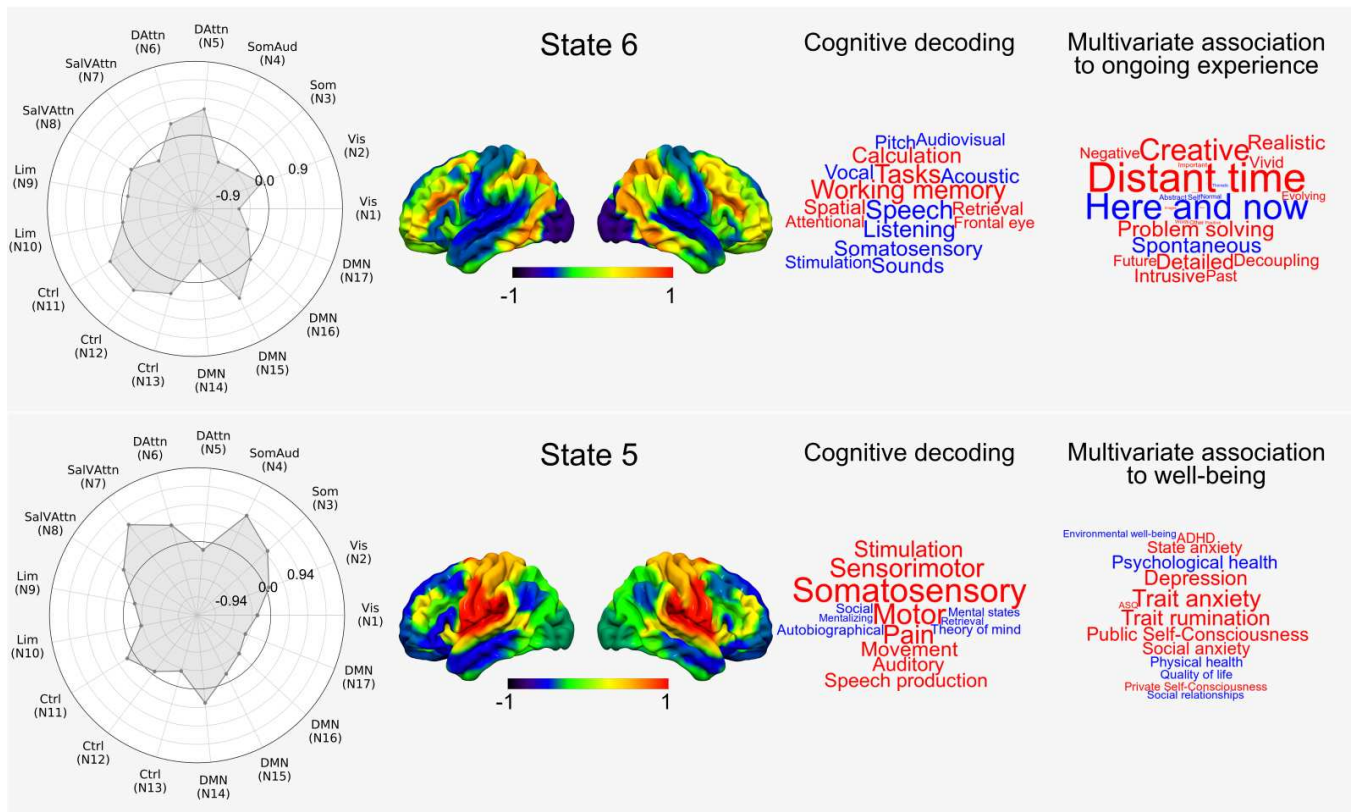 State 6
Cognitive decoding
Multivariate association
to ongoing experience
DAttn
(N5)
DAttn
(N6)
SomAud
(N4)
SalVAttn
(N7)
Som
(N3)
SalVAttn
(N8)
Vis
(N2)
Lim
(N9)
Vis
(N1)
Lim
(N10)
DMN
(N17)
Ctrl
(N11)
DMN
(N16)
Ctrl
(N12)
DMN
(N15)
Ctrl
(N13)
DMN
(N14)
-0.9
0.0
0.9
-1
1
Pitch Audiovisual
Calculation
Vocal Tasks Acoustic
Working memory
Spatial Speech Retrieval
Attentional Listening Frontal eye
Somatosensory
Stimulation Sounds
Negative Creative Realistic
Important Vivid
Distant time
Abstract Self Normal Evolving
Here and now
Problem solving
Spontaneous
Future Detailed Decoupling
Intrusive Past
State 5
Cognitive decoding
Multivariate association
to well-being
DAttn
(N5)
DAttn
(N6)
SomAud
(N4)
SalVAttn
(N7)
Som
(N3)
SalVAttn
(N8)
Vis
(N2)
Lim
(N9)
Vis
(N1)
Lim
(N10)
DMN
(N17)
Ctrl
(N11)
DMN
(N16)
Ctrl
(N12)
DMN
(N15)
Ctrl
(N13)
DMN
(N14)
-0.94
0.0
0.94
-1
1
Stimulation
Sensorimotor
Somatosensory
Social Motor Mental states
Mentalizing Retrieval
Autobiographical Pain Theory of mind
Movement
Auditory
Speech production
Environmental well-being ADHD
State anxiety
Psychological health
Depression
Trait anxiety
ASQ
Trait rumination
Public Self-Consciousness
Social anxiety
Physical health
Quality of life
Private Self-Consciousness
Social relationships